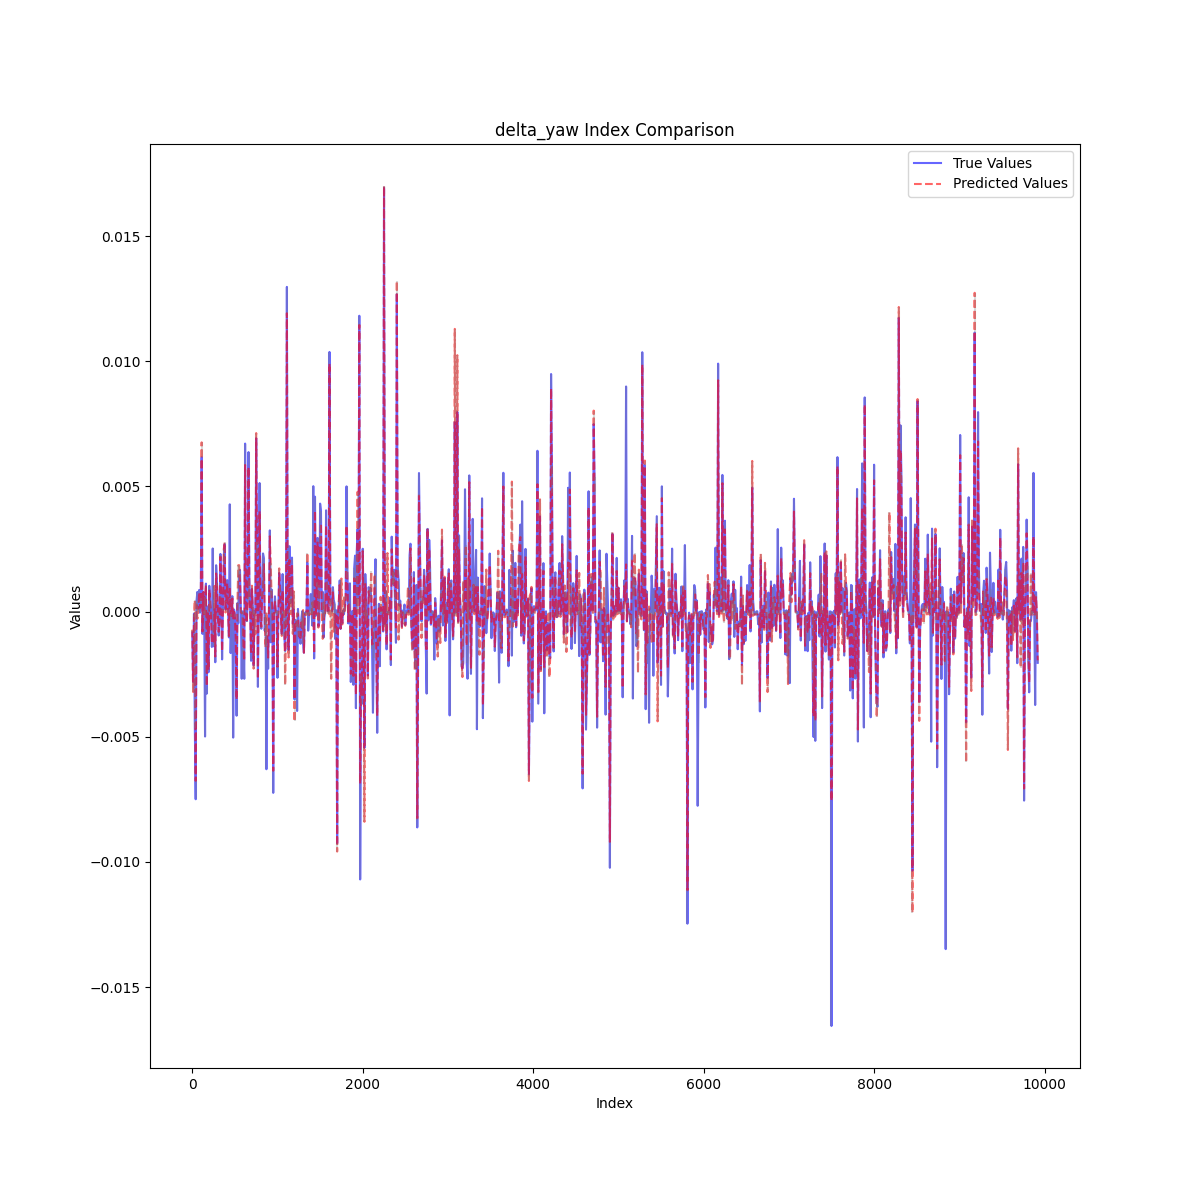 delta_yaw Index Comparison
True Values
Predicted Values
0.015
0.010
0.005
0.000
−0.005
−0.010
−0.015
Values
0
2000
4000
6000
8000
10000
Index